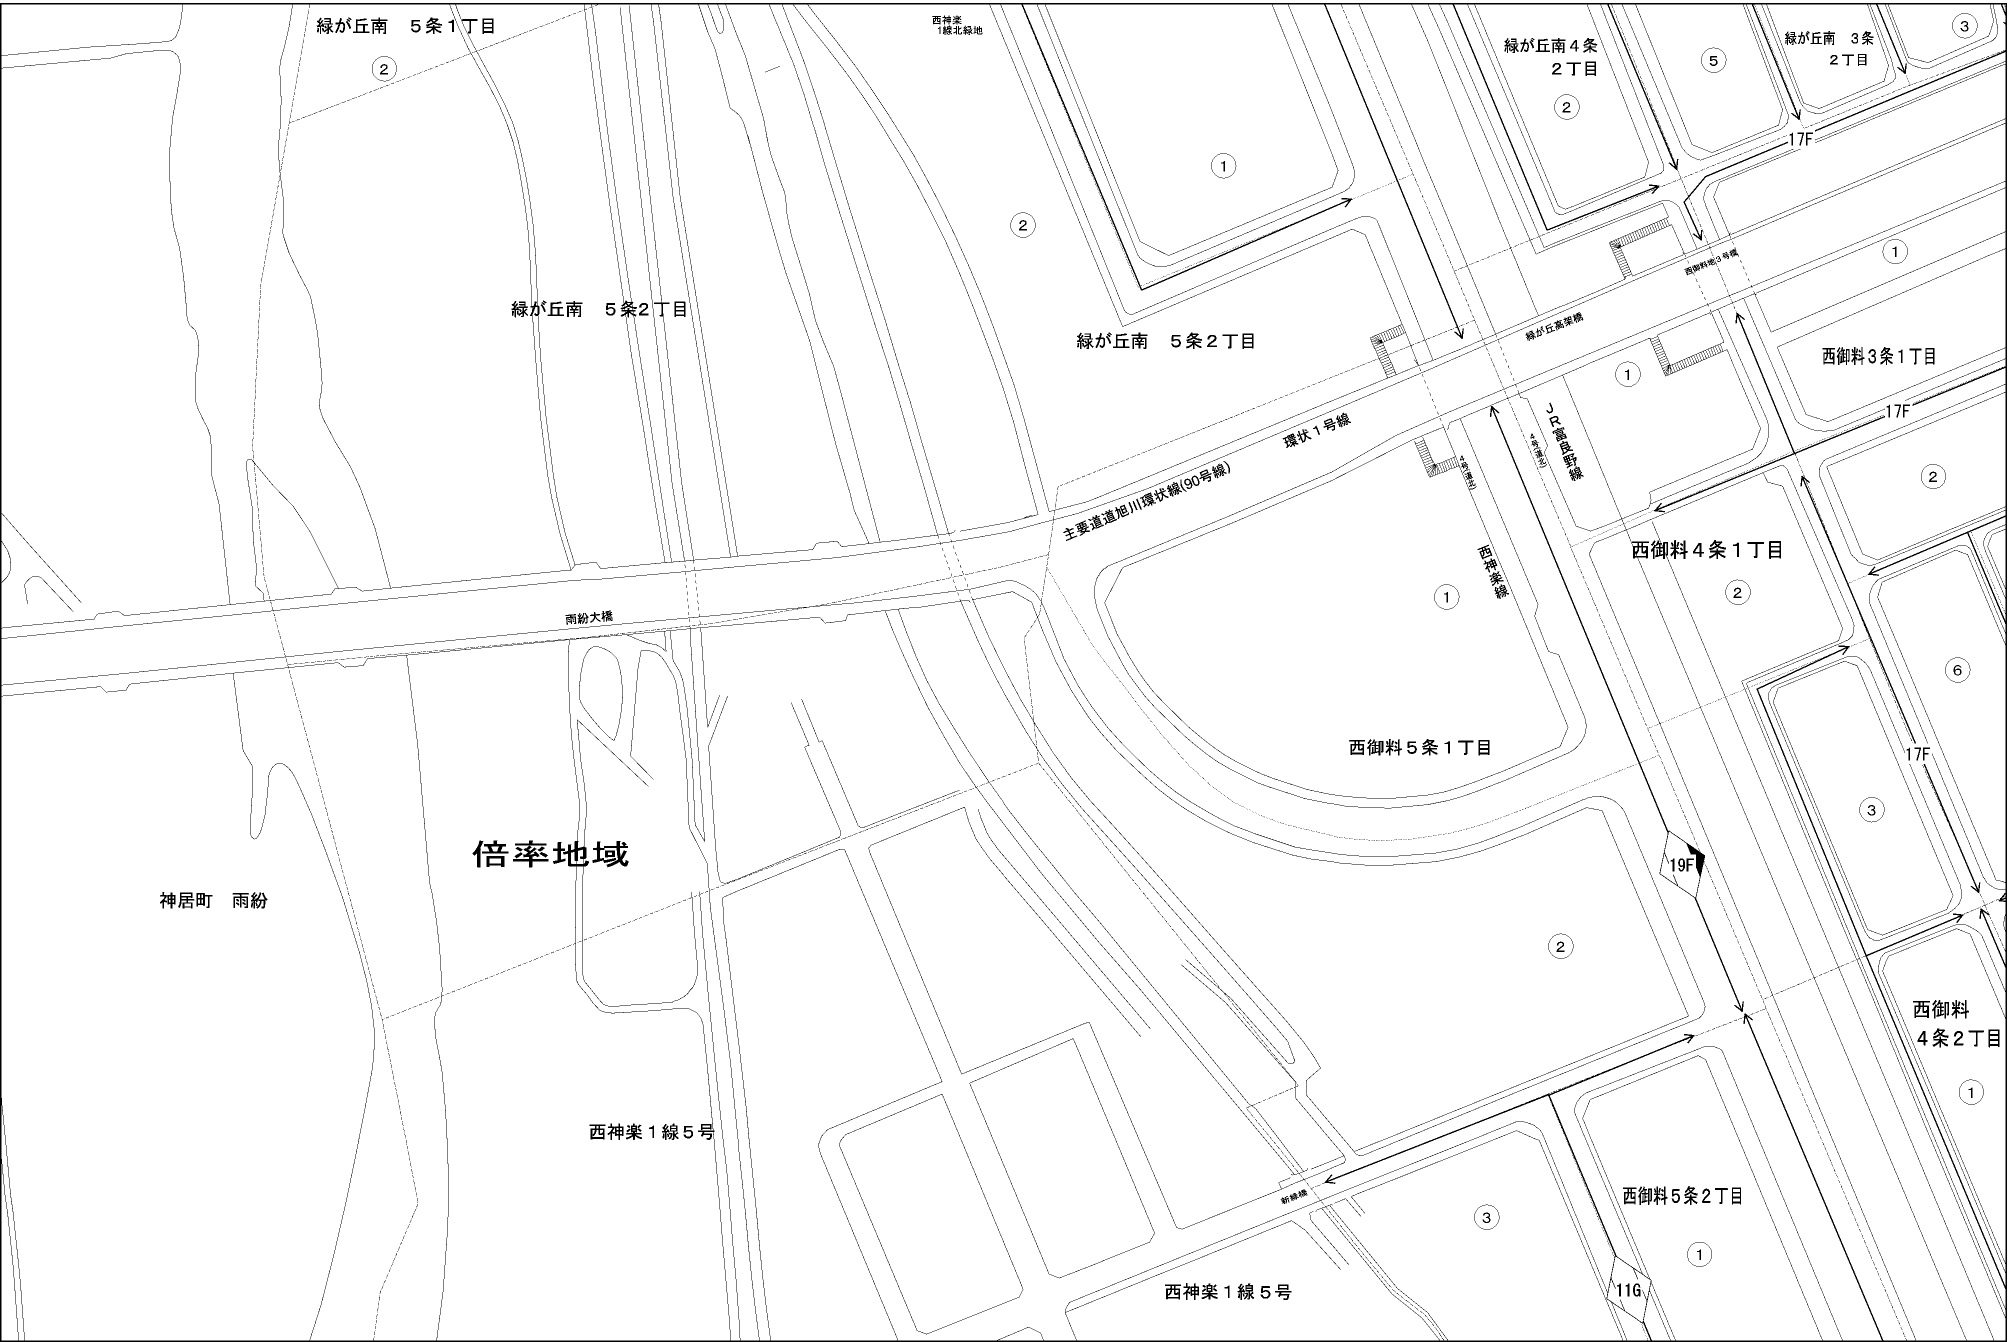 緑が丘南　５条１丁目
②
西神楽
1線北緑地
緑が丘南４条
２丁目
②
⑤
緑が丘南　３条
２丁目
③
17F
①
②
緑が丘南　５条２丁目
緑が丘南　５条２丁目
西御料地３号橋
①
緑が丘高架橋
①
西御料３条１丁目
17F
環状１号線
主要道道旭川環状線(90号線)
ＪＲ富良野線
４号(道北)
４号(道北)
②
西御料４条１丁目
②
西神楽線
①
雨紛大橋
⑥
西御料５条１丁目
17F
③
倍率地域
19F
神居町　雨紛
②
西御料
４条２丁目
①
西神楽１線５号
新緑橋
西御料５条２丁目
③
①
西神楽１線５号
11G